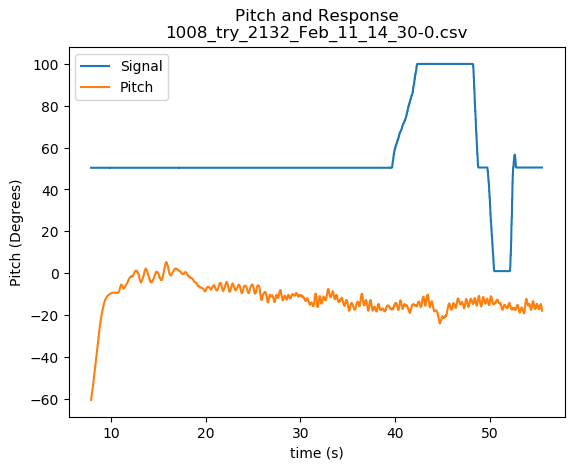 Pitch and Response
1008_try_2132_Feb_11_14_30-0.csv
Signal
Pitch
Pitch (Degrees)
100
80
60
40
20
0
−20
−40
−60
10
20
30
40
50
time (s)